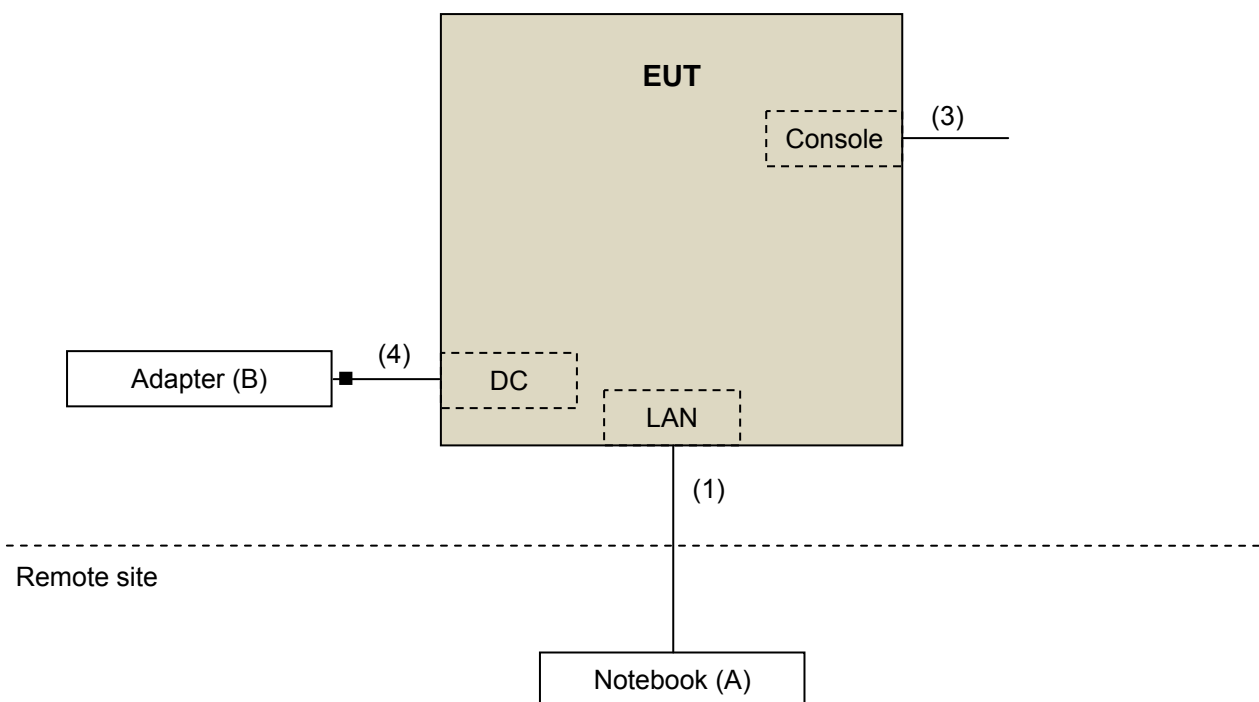 EUT
(3)
Console
(4)
Adapter (B)
DC
LAN
(1)
Remote site
Notebook (A)